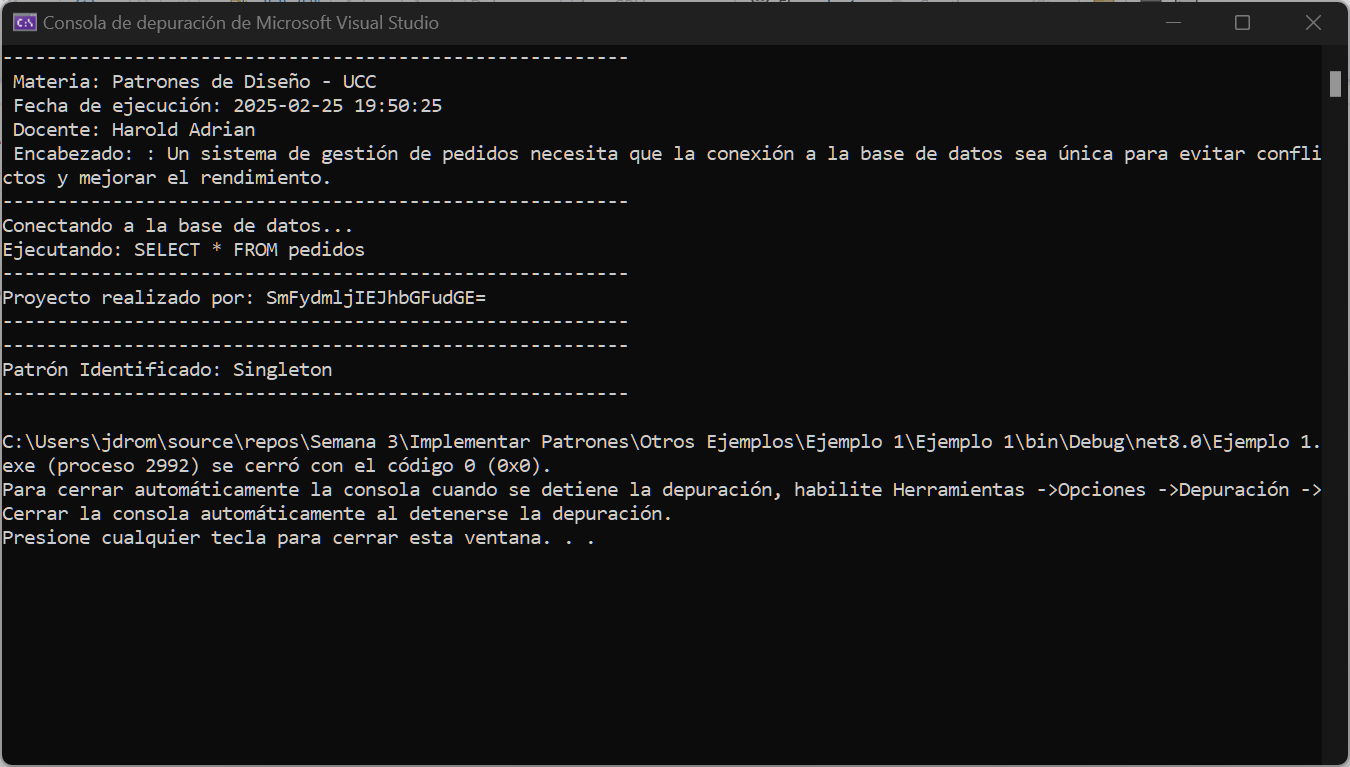 Consola de depuración de Microsoft Visual Studio
---------------------------------------------------------
Materia: Patrones de Diseño - UCC
Fecha de ejecución: 2025-02-25 19:50:25
Docente: Harold Adrian
Encabezado: : Un sistema de gestión de pedidos necesita que la conexión a la base de datos sea única para evitar confli
ctos y mejorar el rendimiento.
---------------------------------------------------------
Conectando a la base de datos...
Ejecutando: SELECT * FROM pedidos
---------------------------------------------------------
Proyecto realizado por: SmFydmljIEJhbGFudGE=
---------------------------------------------------------
---------------------------------------------------------
Patrón Identificado: Singleton
---------------------------------------------------------
C:\Users\jdrom\source\repos\Semana 3\Implementar Patrones\Otros Ejemplos\Ejemplo 1\Ejemplo 1\bin\Debug\net8.0\Ejemplo 1.
exe (proceso 2992) se cerró con el código 0 (0x0).
Para cerrar automáticamente la consola cuando se detiene la depuración, habilite Herramientas ->Opciones ->Depuración ->
Cerrar la consola automáticamente al detenerse la depuración.
Presione cualquier tecla para cerrar esta ventana. . .